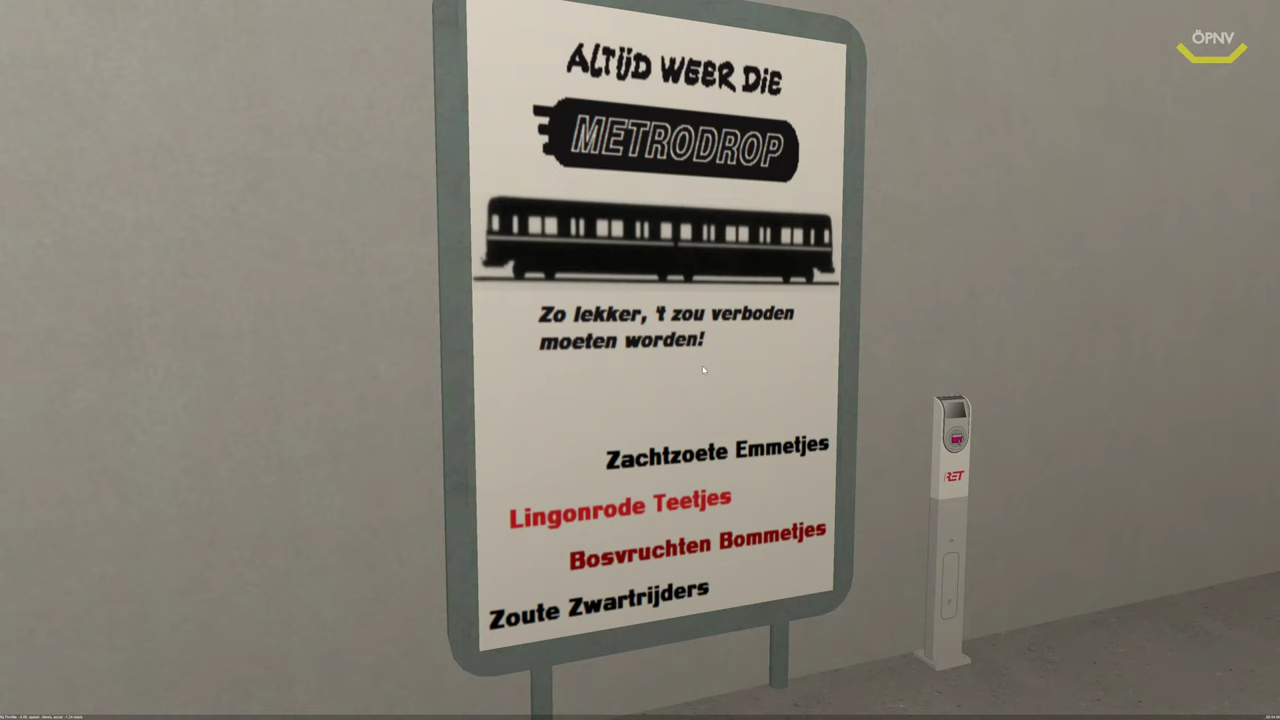 ÖPNV
ALTIJD WEER DIE
METRODROP
Zo lekker, 't zou verboden
moeten worden!
Zachtzoete Emmetjes
Lingonrode Teetjes
Bosvruchten Bommetjes
Zoute Zwartrijders
RET